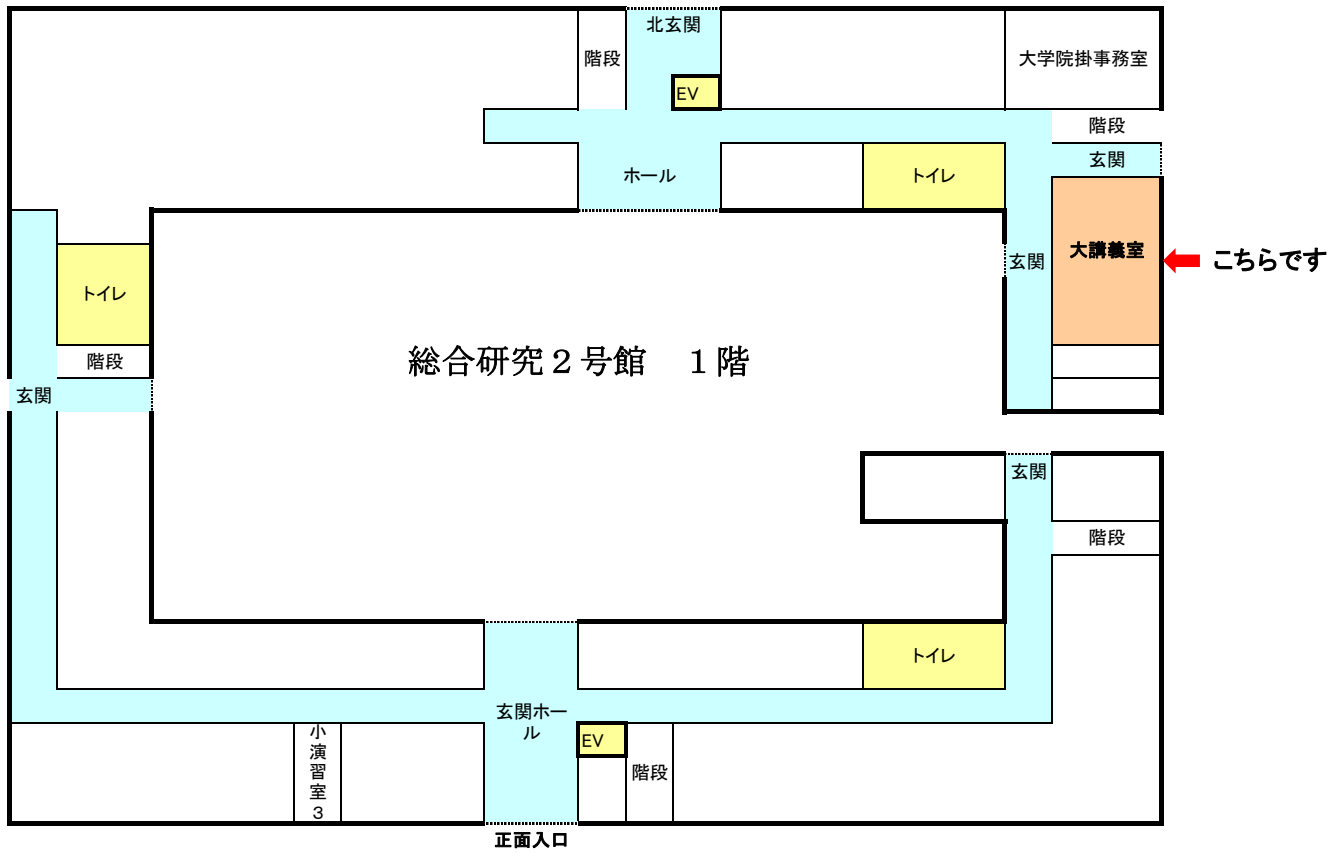 北玄関
階段
大学院掛事務室
EV
階段
玄関
ホール
トイレ
大講義室
こちらです
玄関
トイレ
総合研究２号館　１階
階段
玄関
玄関
階段
トイレ
玄関ホー
ル
小
演
習
室
３
EV
階段
正面入口